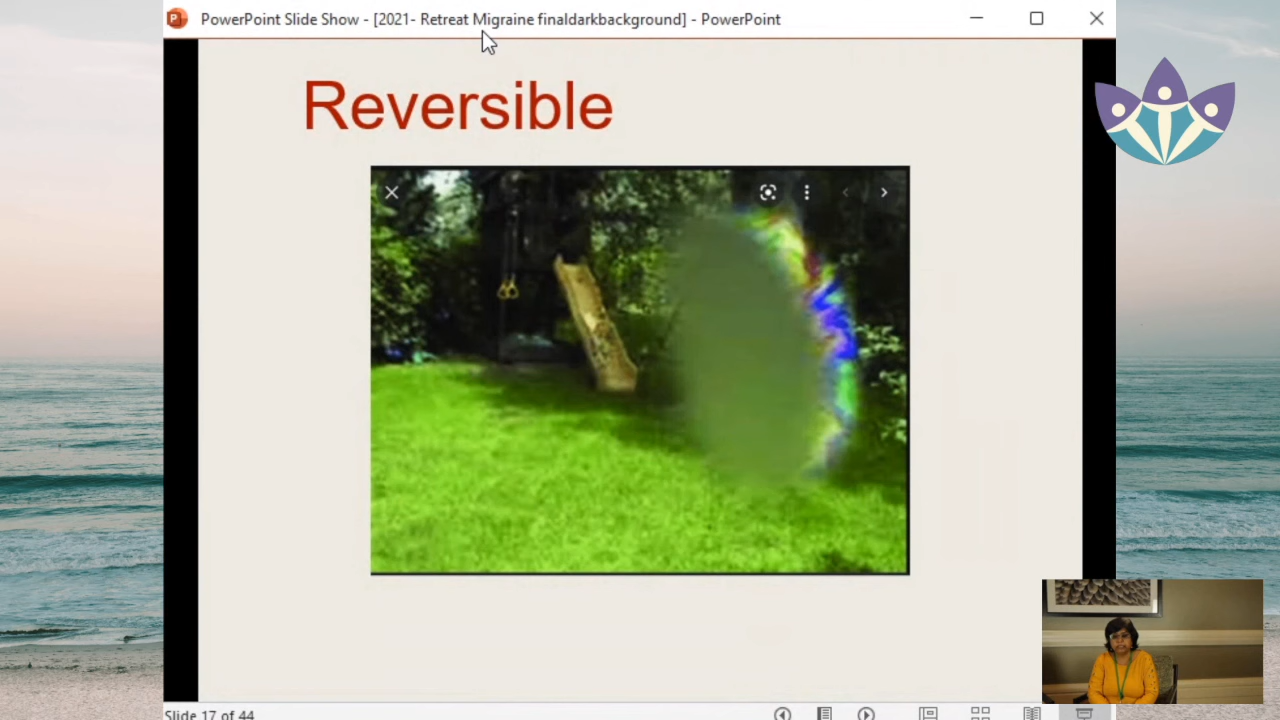 PowerPoint Slide Show - [2021- Retreat Migraine finaldarkbackground] - PowerPoint
Reversible
Slide 17 of 44